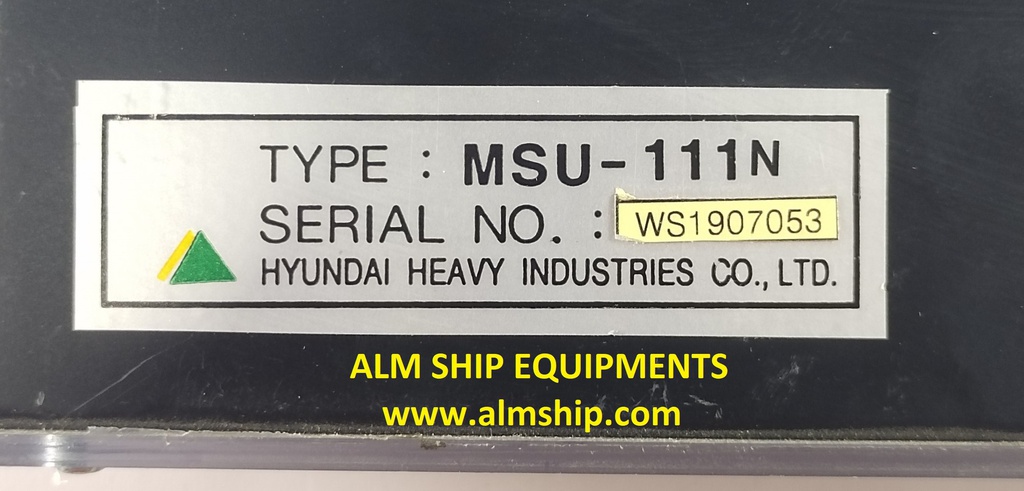 TYPE : MSU-111N
SERIAL NO. : WS1907053
HYUNDAI HEAVY INDUSTRIES CO., LTD.
ALM SHIP EQUIPMENTS
www.almship.com